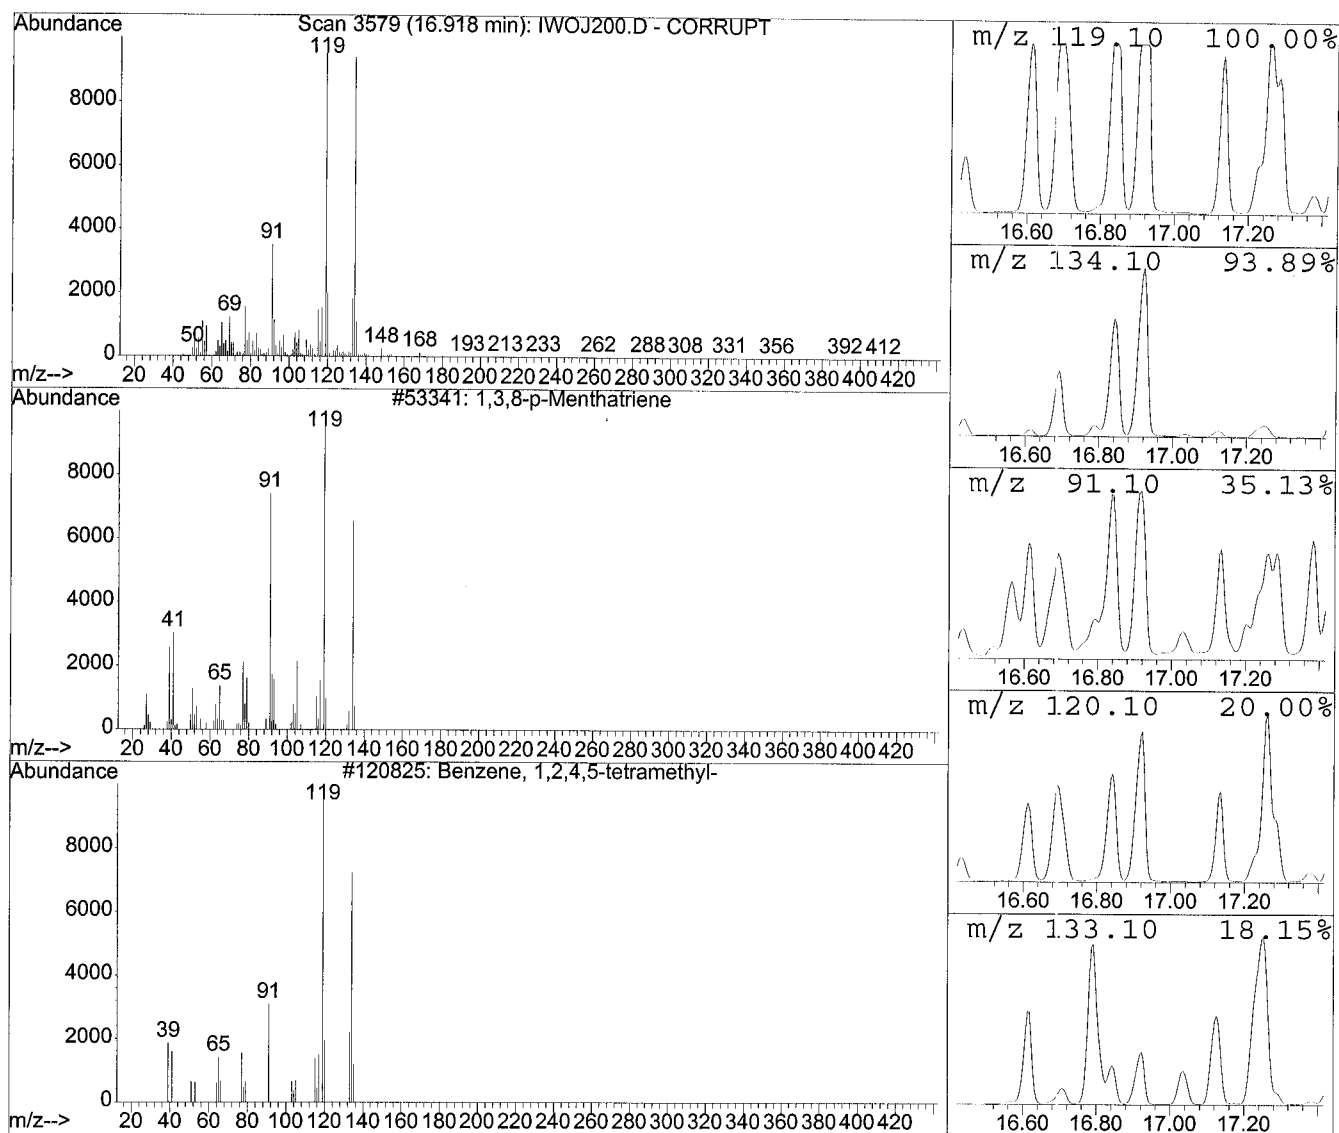 Abundance
Scan 3579 (16.918 min): IWOJ200.D - CORRUPT
119
8000
6000
4000
91
2000
69
50
148 168 193 213 233 262 288 308 331 356 392 412
0
m/z--> 20 40 60 80 100 120 140 160 180 200 220 240 260 280 300 320 340 360 380 400 420
Abundance
#53341: 1,3,8-p-Menthatriene
119
8000
91
6000
4000
41
2000
65
0
m/z--> 20 40 60 80 100 120 140 160 180 200 220 240 260 280 300 320 340 360 380 400 420
Abundance
#120825: Benzene, 1,2,4,5-tetramethyl-
119
8000
6000
4000
91
39
2000
65
0
m/z--> 20 40 60 80 100 120 140 160 180 200 220 240 260 280 300 320 340 360 380 400 420
m/z 119.10 100.00%
16.60 16.80 17.00 17.20
m/z 134.10 93.89%
16.60 16.80 17.00 17.20
m/z 91.10 35.13%
16.60 16.80 17.00 17.20
m/z 120.10 20.00%
16.60 16.80 17.00 17.20
m/z 133.10 18.15%
16.60 16.80 17.00 17.20